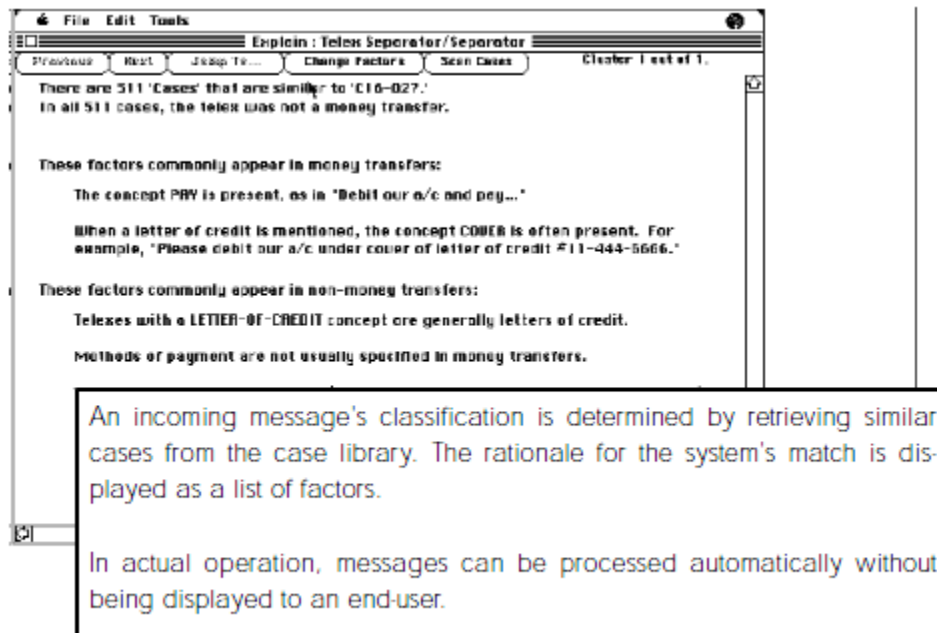 File Edit Tools
Explain : Telex Separator/Separator
Previous Next Jump To... Change Factors Scan Cases Cluster 1 out of 1.
There are 511 'Cases' that are similar to 'C16-027.'
In all 511 cases, the telex was not a money transfer.
These factors commonly appear in money transfers:
The concept PAY is present, as in "Debit our a/c and pay..."
When a letter of credit is mentioned, the concept COVER is often present. For
example, "Please debit our a/c under cover of letter of credit #11-444-6666."
These factors commonly appear in non-money transfers:
Telexes with a LETTER-OF-CREDIT concept are generally letters of credit.
Methods of payment are not usually specified in money transfers.
An incoming message's classification is determined by retrieving similar
cases from the case library. The rationale for the system's match is dis-
played as a list of factors.
In actual operation, messages can be processed automatically without
being displayed to an end-user.